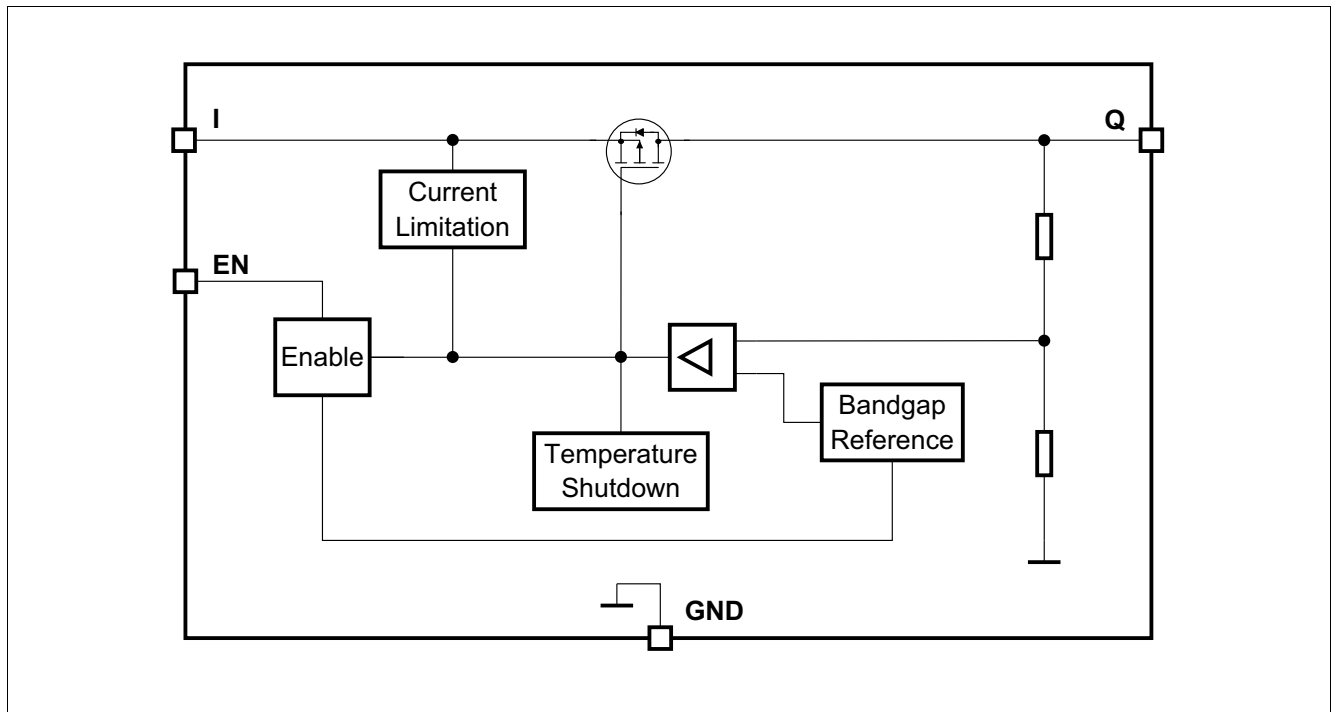 I
Q
Current
Limitation
EN
Enable
Bandgap
Reference
Temperature
Shutdown
GND